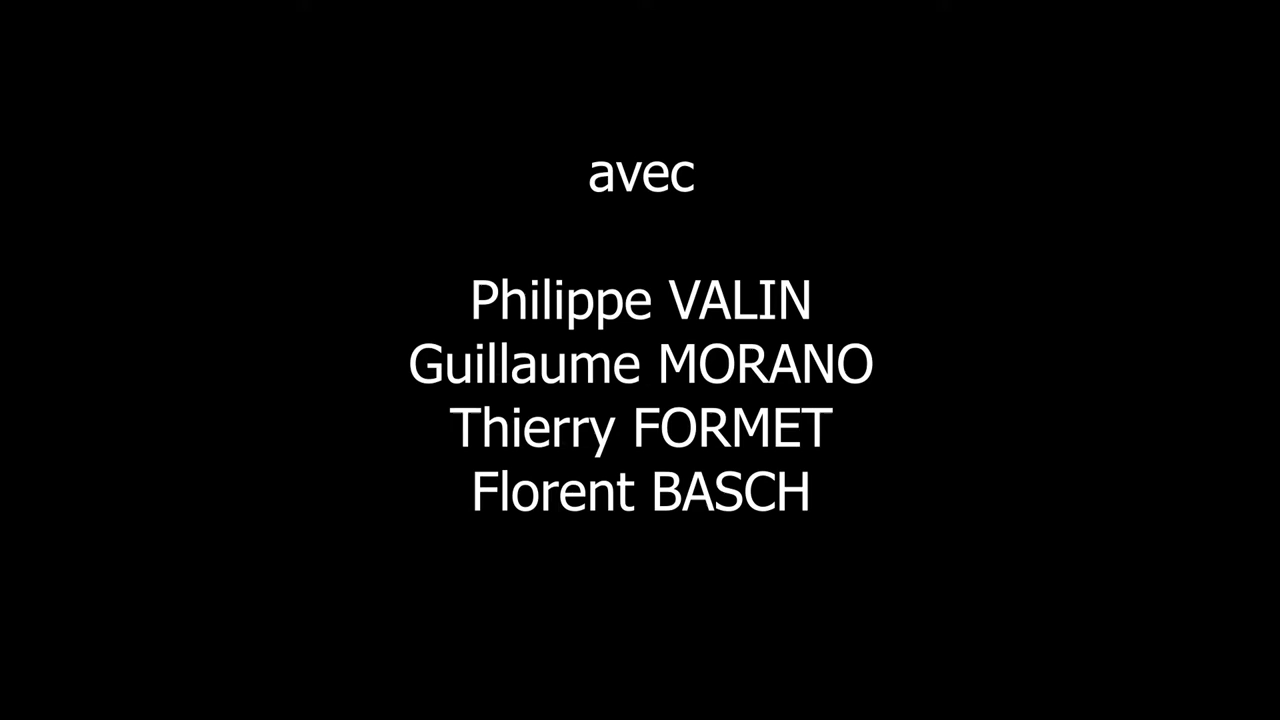 avec
Philippe VALIN
Guillaume MORANO
Thierry FORMET
Florent BASCH